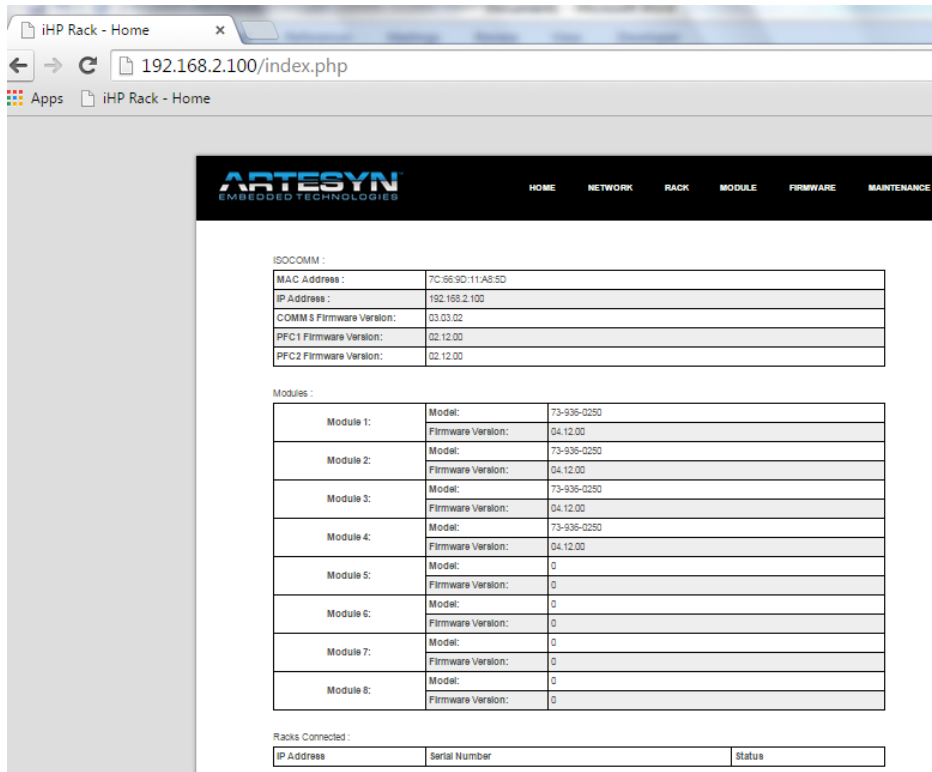 iHP Rack - Home
192.168.2.100/index.php
Apps iHP Rack - Home
ARTESYN
EMBEDDED TECHNOLOGIES
HOME NETWORK RACK MODULE FIRMWARE MAINTENANCE
ISOCOMM :
MAC Address : 7C:66:9D:11:A8:5D
IP Address : 192.168.2.100
COMMS Firmware Version: 03.03.02
PFC1 Firmware Version: 02.12.00
PFC2 Firmware Version: 02.12.00
Modules :
Module 1: Model: 73-936-0250
Firmware Version: 04.12.00
Module 2: Model: 73-936-0250
Firmware Version: 04.12.00
Module 3: Model: 73-936-0250
Firmware Version: 04.12.00
Module 4: Model: 73-936-0250
Firmware Version: 04.12.00
Module 5: Model: 0
Firmware Version: 0
Module 6: Model: 0
Firmware Version: 0
Module 7: Model: 0
Firmware Version: 0
Module 8: Model: 0
Firmware Version: 0
Racks Connected :
IP Address Serial Number Status